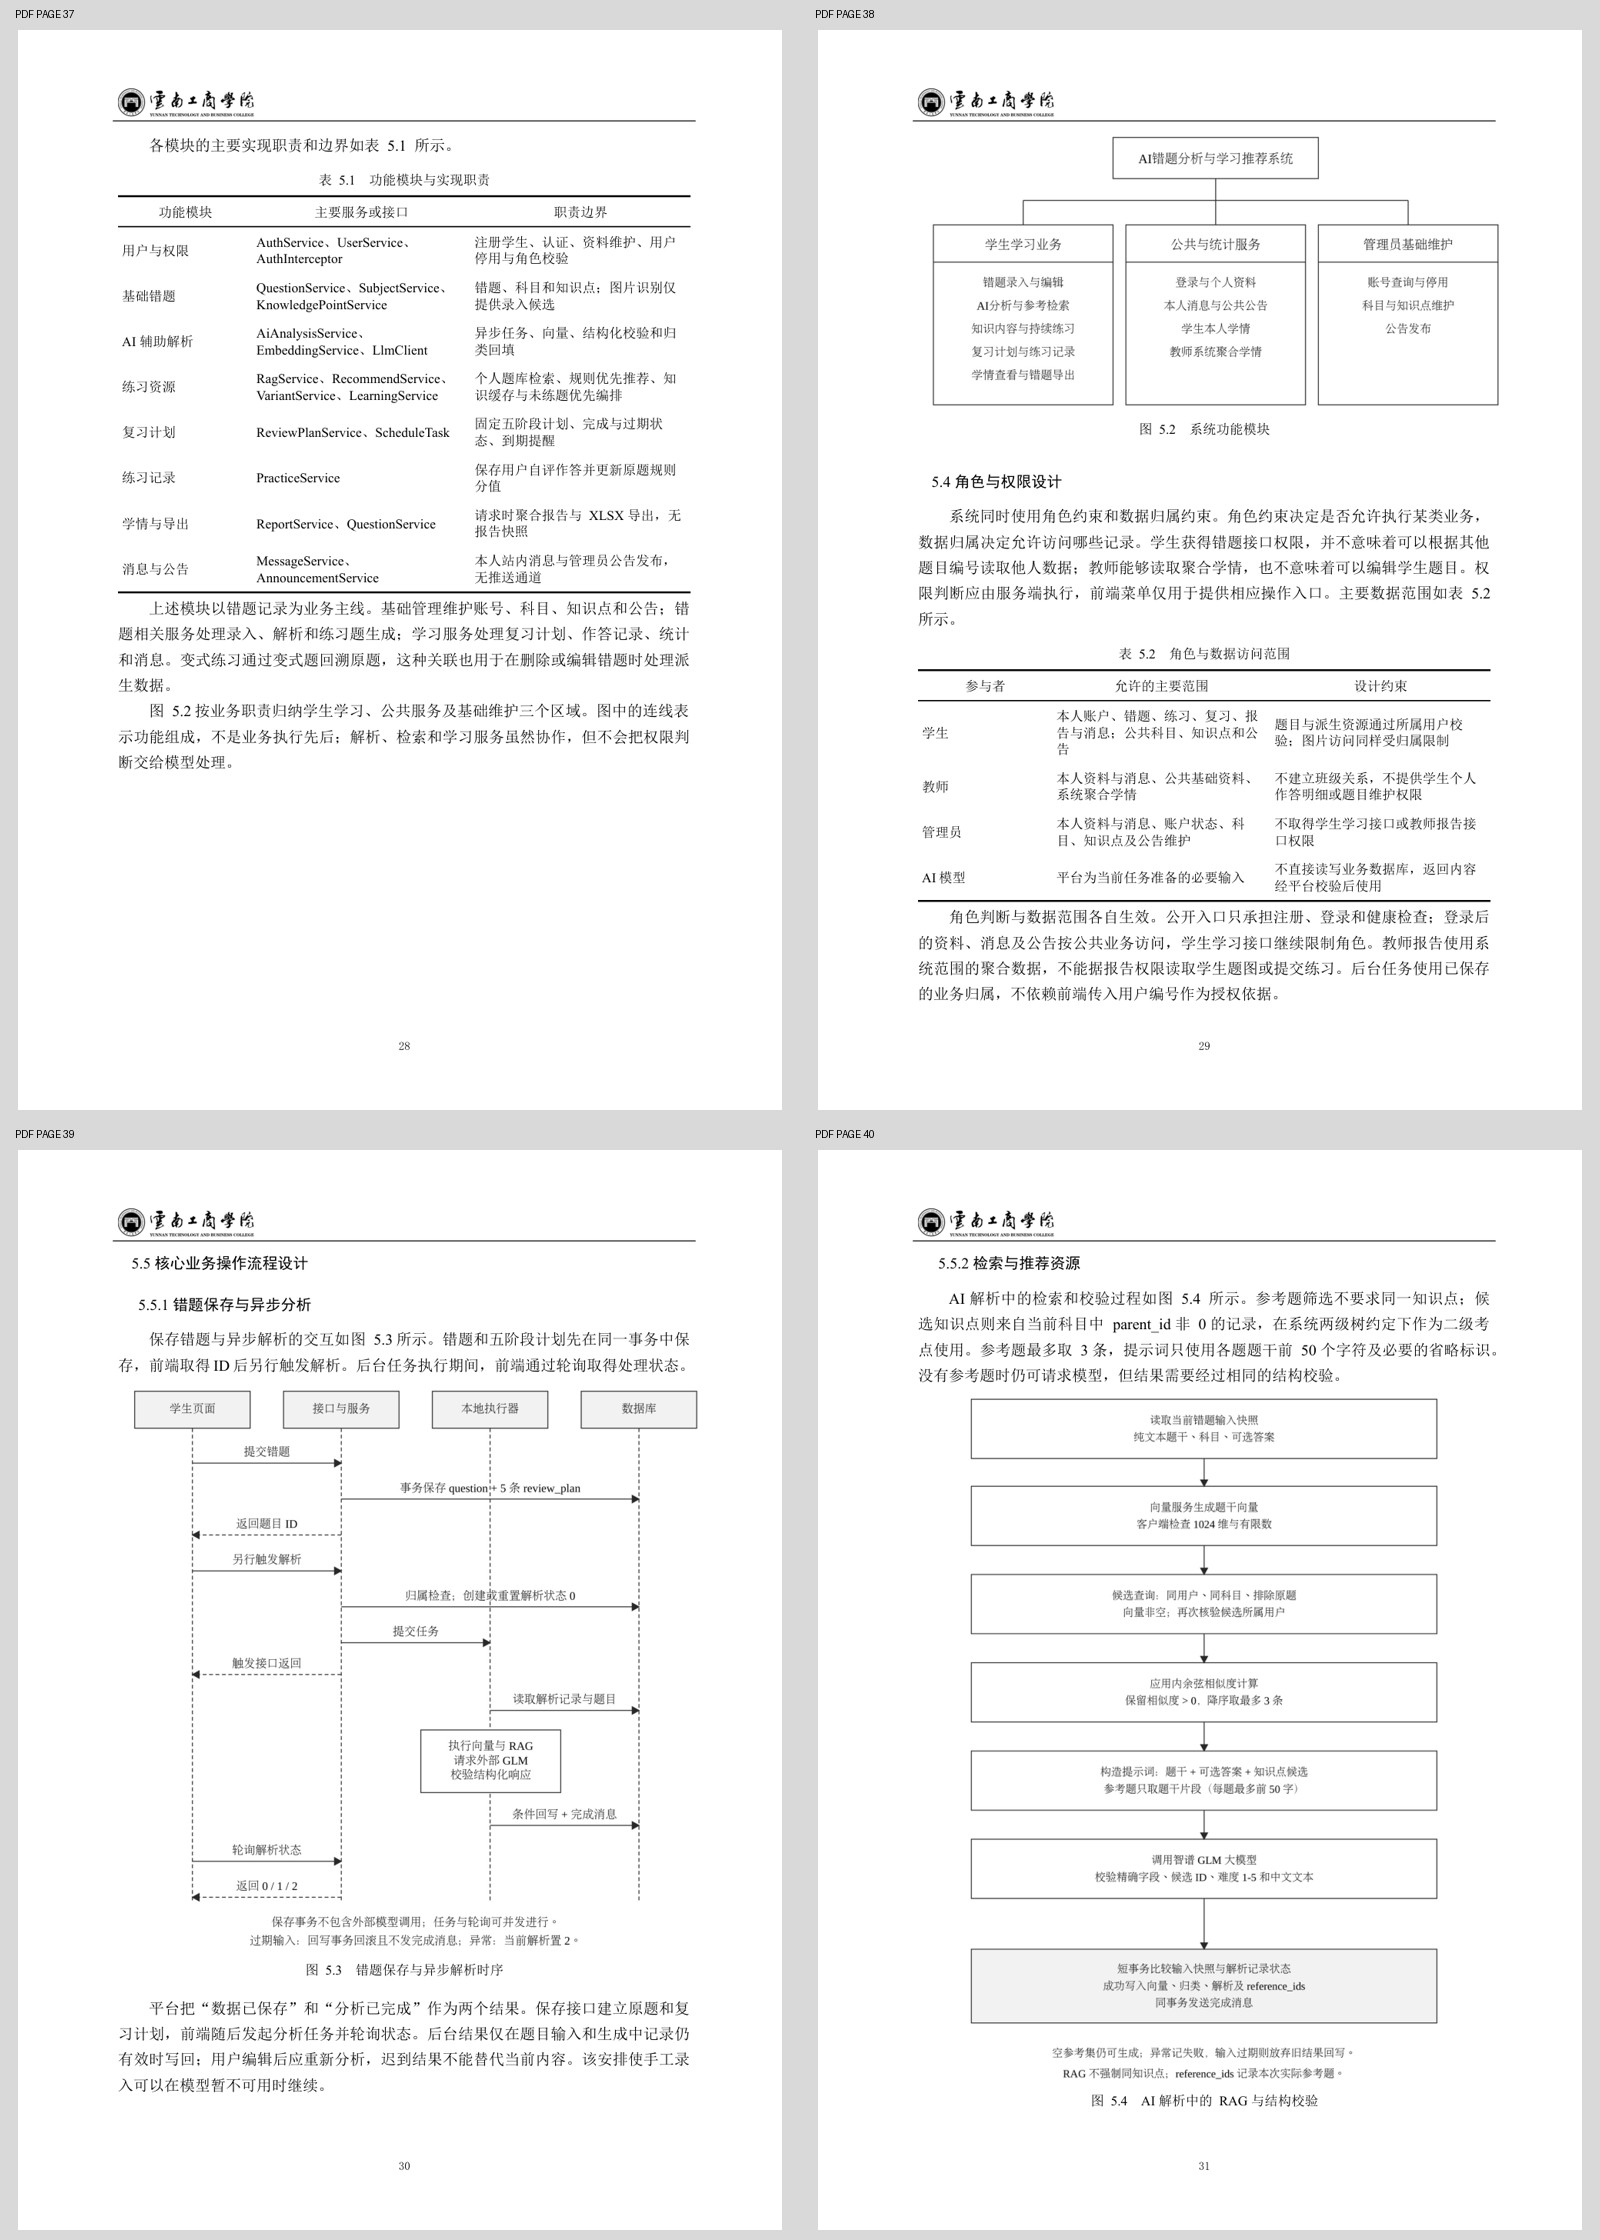 PDF PAGE 37
雲南工商學院
YUNNAN TECHNOLOGY AND BUSINESS COLLEGE
各模块的主要实现职责和边界如表 5.1 所示。
表 5.1 功能模块与实现职责
功能模块 主要服务或接口 职责边界
用户与权限 AuthService、UserService、AuthInterceptor 注册学生、认证、资料维护、用户停用与角色校验
基础错题 QuestionService、SubjectService、KnowledgePointService 错题、科目和知识点；图片识别仅提供录入候选
AI 辅助解析 AiAnalysisService、EmbeddingService、LlmClient 异步任务、向量、结构化校验和归类回填
练习资源 RagService、RecommendService、VariantService、LearningService 个人题库检索、规则优先推荐、知识缓存与未练题优先编排
复习计划 ReviewPlanService、ScheduleTask 固定五阶段计划、完成与过期状态、到期提醒
练习记录 PracticeService 保存用户自评作答并更新原题规则分值
学情与导出 ReportService、QuestionService 请求时聚合报告与 XLSX 导出，无报告快照
消息与公告 MessageService、AnnouncementService 本人站内消息与管理员公告发布，无推送通道
上述模块以错题记录为业务主线。基础管理维护账号、科目、知识点和公告；错
题相关服务处理录入、解析和练习题生成；学习服务处理复习计划、作答记录、统计
和消息。变式练习通过变式题回溯原题，这种关联也用于在删除或编辑错题时处理派
生数据。
图 5.2 按业务职责归纳学生学习、公共服务及基础维护三个区域。图中的连线表
示功能组成，不是业务执行先后；解析、检索和学习服务虽然协作，但不会把权限判
断交给模型处理。
28
PDF PAGE 38
雲南工商學院
YUNNAN TECHNOLOGY AND BUSINESS COLLEGE
AI错题分析与学习推荐系统
学生学习业务
错题录入与编辑
AI分析与参考检索
知识内容与持续练习
复习计划与练习记录
学情查看与错题导出
公共与统计服务
登录与个人资料
本人消息与公共公告
学生本人学情
教师系统聚合学情
管理员基础维护
账号查询与停用
科目与知识点维护
公告发布
图 5.2 系统功能模块
5.4 角色与权限设计
系统同时使用角色约束和数据归属约束。角色约束决定是否允许执行某类业务，
数据归属决定允许访问哪些记录。学生获得错题接口权限，并不意味着可以根据其他
题目编号读取他人数据；教师能够读取聚合学情，也不意味着可以编辑学生题目。权
限判断应由服务端执行，前端菜单仅用于提供相应操作入口。主要数据范围如表 5.2
所示。
表 5.2 角色与数据访问范围
参与者 允许的主要范围 设计约束
学生 本人账户、错题、练习、复习、报告与消息；公共科目、知识点和公告 题目与派生资源通过所属用户校验；图片访问同样受归属限制
教师 本人资料与消息、公共基础资料、系统聚合学情 不建立班级关系，不提供学生个人作答明细或题目维护权限
管理员 本人资料与消息、账户状态、科目、知识点及公告维护 不取得学生学习接口或教师报告接口权限
AI 模型 平台为当前任务准备的必要输入 不直接读写业务数据库，返回内容经平台校验后使用
角色判断与数据范围各自生效。公开入口只承担注册、登录和健康检查；登录后
的资料、消息及公告按公共业务访问，学生学习接口继续限制角色。教师报告使用系
统范围的聚合数据，不能据报告权限读取学生题图或提交练习。后台任务使用已保存
的业务归属，不依赖前端传入用户编号作为授权依据。
29
PDF PAGE 39
雲南工商學院
YUNNAN TECHNOLOGY AND BUSINESS COLLEGE
5.5 核心业务操作流程设计
5.5.1 错题保存与异步分析
保存错题与异步解析的交互如图 5.3 所示。错题和五阶段计划先在同一事务中保
存，前端取得 ID 后另行触发解析。后台任务执行期间，前端通过轮询取得处理状态。
学生页面 接口与服务 本地执行器 数据库
提交错题
事务保存 question + 5 条 review_plan
返回题目 ID
另行触发解析
归属检查；创建或重置解析状态 0
提交任务
触发接口返回
读取解析记录与题目
执行向量与 RAG
请求外部 GLM
校验结构化响应
条件回写 + 完成消息
轮询解析状态
返回 0 / 1 / 2
保存事务不包含外部模型调用；任务与轮询可并发进行。
过期输入：回写事务回滚且不发完成消息；异常：当前解析置 2。
图 5.3 错题保存与异步解析时序
平台把“数据已保存”和“分析已完成”作为两个结果。保存接口建立原题和复
习计划，前端随后发起分析任务并轮询状态。后台结果仅在题目输入和生成中记录仍
有效时写回；用户编辑后应重新分析，迟到结果不能替代当前内容。该安排使手工录
入可以在模型暂不可用时继续。
30
PDF PAGE 40
雲南工商學院
YUNNAN TECHNOLOGY AND BUSINESS COLLEGE
5.5.2 检索与推荐资源
AI 解析中的检索和校验过程如图 5.4 所示。参考题筛选不要求同一知识点；候
选知识点则来自当前科目中 parent_id 非 0 的记录，在系统两级树约定下作为二级考
点使用。参考题最多取 3 条，提示词只使用各题题干前 50 个字符及必要的省略标识。
没有参考题时仍可请求模型，但结果需要经过相同的结构校验。
读取当前错题输入快照
纯文本题干、科目、可选答案
向量服务生成题干向量
客户端检查 1024 维与有限数
候选查询：同用户、同科目、排除原题
向量非空；再次核验候选所属用户
应用内余弦相似度计算
保留相似度 > 0，降序取最多 3 条
构造提示词：题干 + 可选答案 + 知识点候选
参考题只取题干片段（每题最多前 50 字）
调用智谱 GLM 大模型
校验精确字段、候选 ID、难度 1-5 和中文文本
短事务比较输入快照与解析记录状态
成功写入向量、归类、解析及 reference_ids
同事务发送完成消息
空参考集仍可生成；异常记失败，输入过期则放弃旧结果回写。
RAG 不强制同知识点；reference_ids 记录本次实际参考题。
图 5.4 AI 解析中的 RAG 与结构校验
31